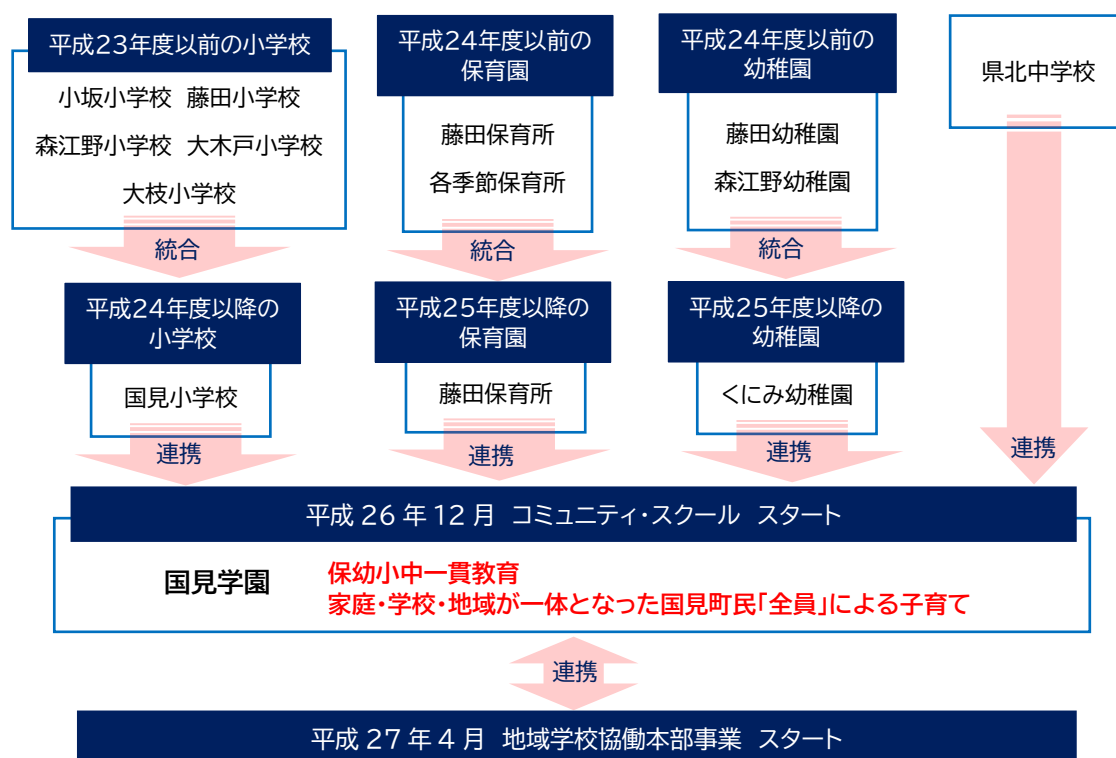 平成23年度以前の小学校
小坂小学校 藤田小学校
森江野小学校 大木戸小学校
大枝小学校
統合
平成24年度以降の
小学校
国見小学校
連携
平成24年度以前の
保育園
藤田保育所
各季節保育所
統合
平成25年度以降の
保育園
藤田保育所
連携
平成24年度以前の
幼稚園
藤田幼稚園
森江野幼稚園
統合
平成25年度以降の
幼稚園
くにみ幼稚園
連携
県北中学校
連携
平成 26 年 12 月 コミュニティ・スクール スタート
国見学園
保幼小中一貫教育
家庭・学校・地域が一体となった国見町民「全員」による子育て
連携
平成 27 年 4 月 地域学校協働本部事業 スタート